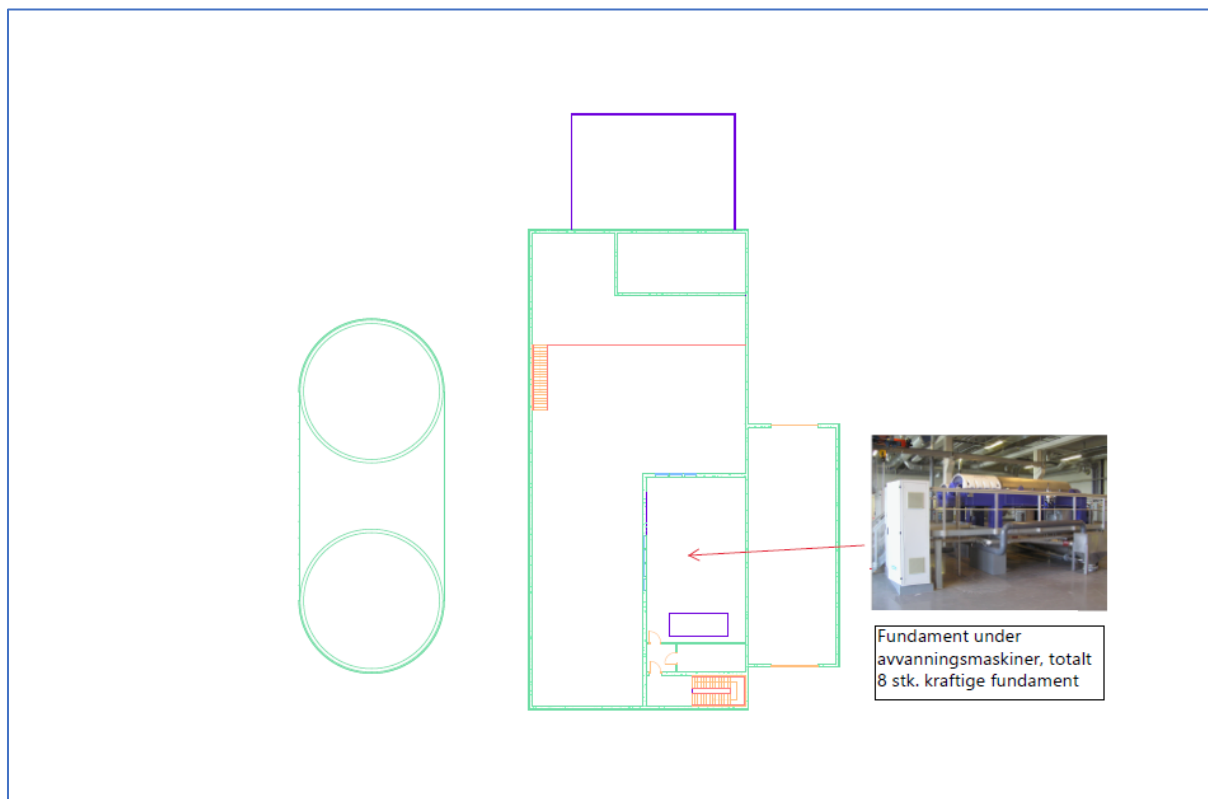 Fundament under
avvanningsmaskiner, totalt
8 stk. kraftige fundament